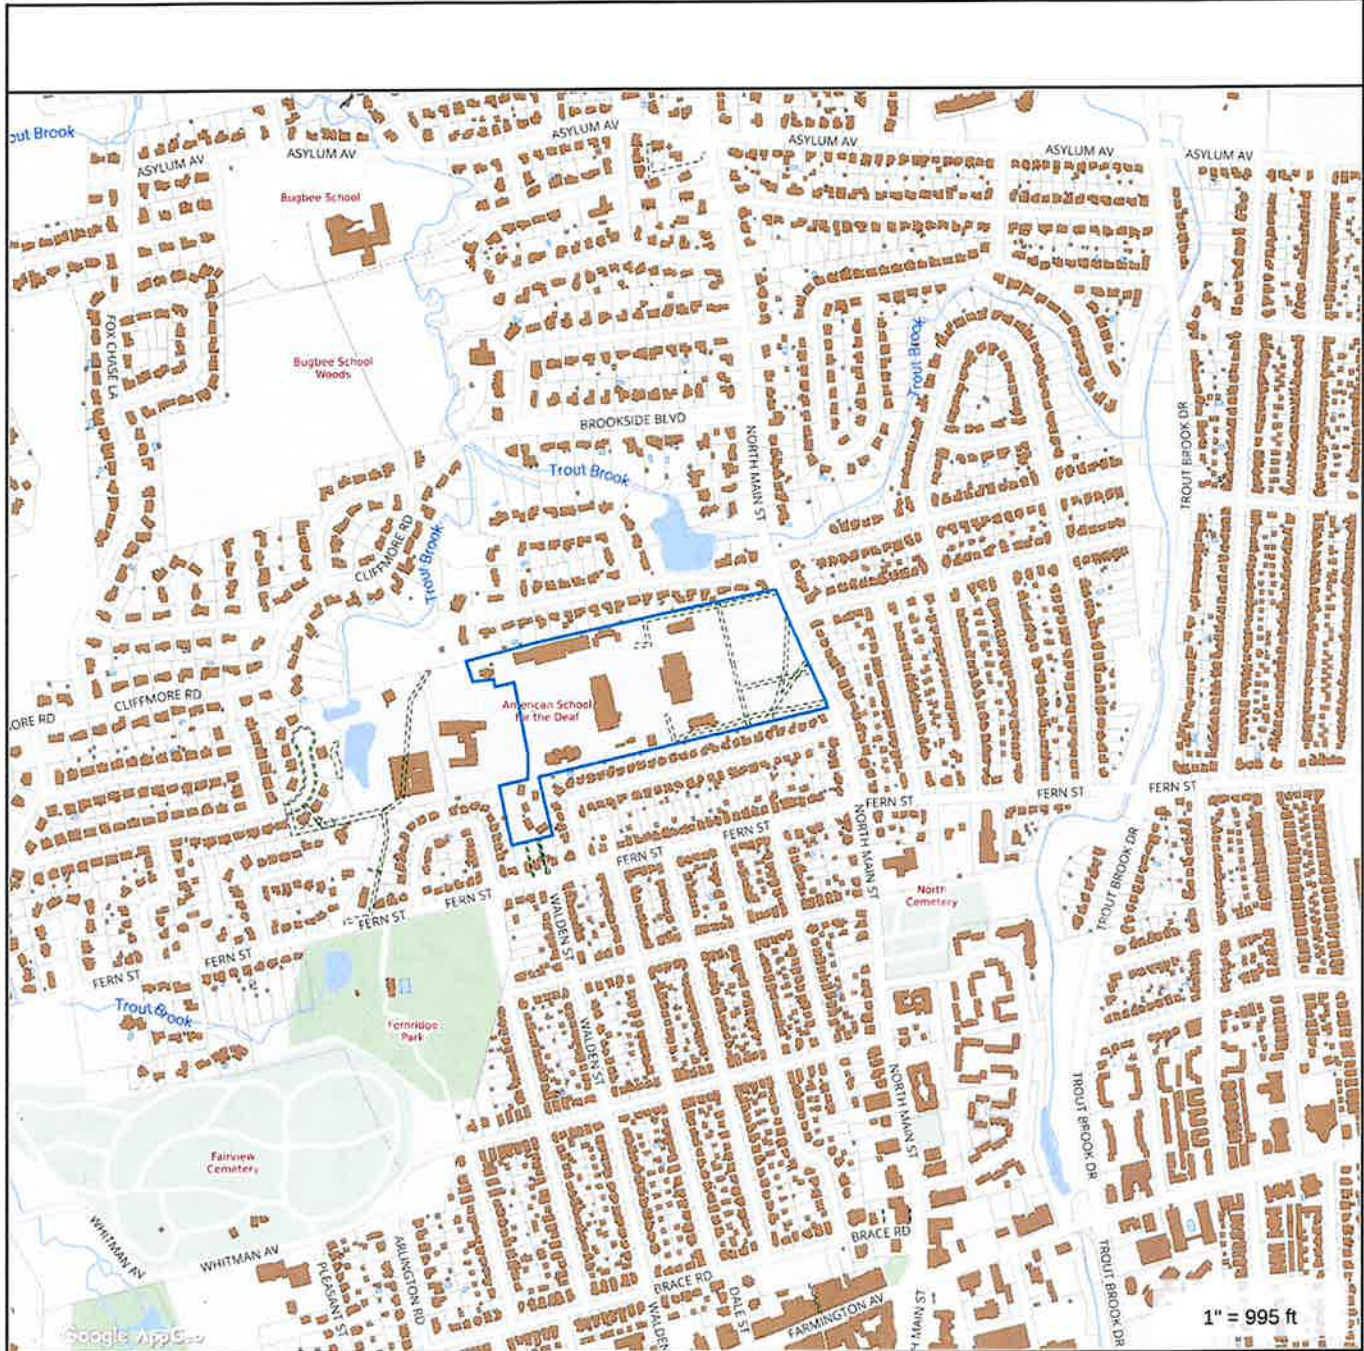 out Brook
ASYLUM AV
ASYLUM AV
ASYLUM AV
ASYLUM AV
ASYLUM AV
ASYLUM AV
Bugbee School
FOX CHASE LA
Bugbee School
Woods
BROOKSIDE BLVD
NORTH MAIN ST
Trout Brook
Trout Brook
TROUT BROOK DR
CLIFFMORE RD
Trout Brook
CLIFFMORE RD
ORE RD
American School
for the Deaf
FERN ST
FERN ST
FERN ST
FERN ST
FERN ST
NORTH MAIN ST
TROUT BROOK DR
North
Cemetery
FERN ST
FERN ST
WALDEN ST
FERN ST
FERN ST
Trout Brook
Fernridge
Park
WALDEN ST
NORTH MAIN ST
TROUT BROOK DR
Fairview
Cemetery
WHITMAN AV
WHITMAN AV
PLEASANT ST
ARLINGTON RD
BRACE RD
BRACE RD
WALDEN
DALE ST
FARMINGTON AV
H MAIN ST
TROUT BROOK DR
1" = 995 ft
Google AppGeo